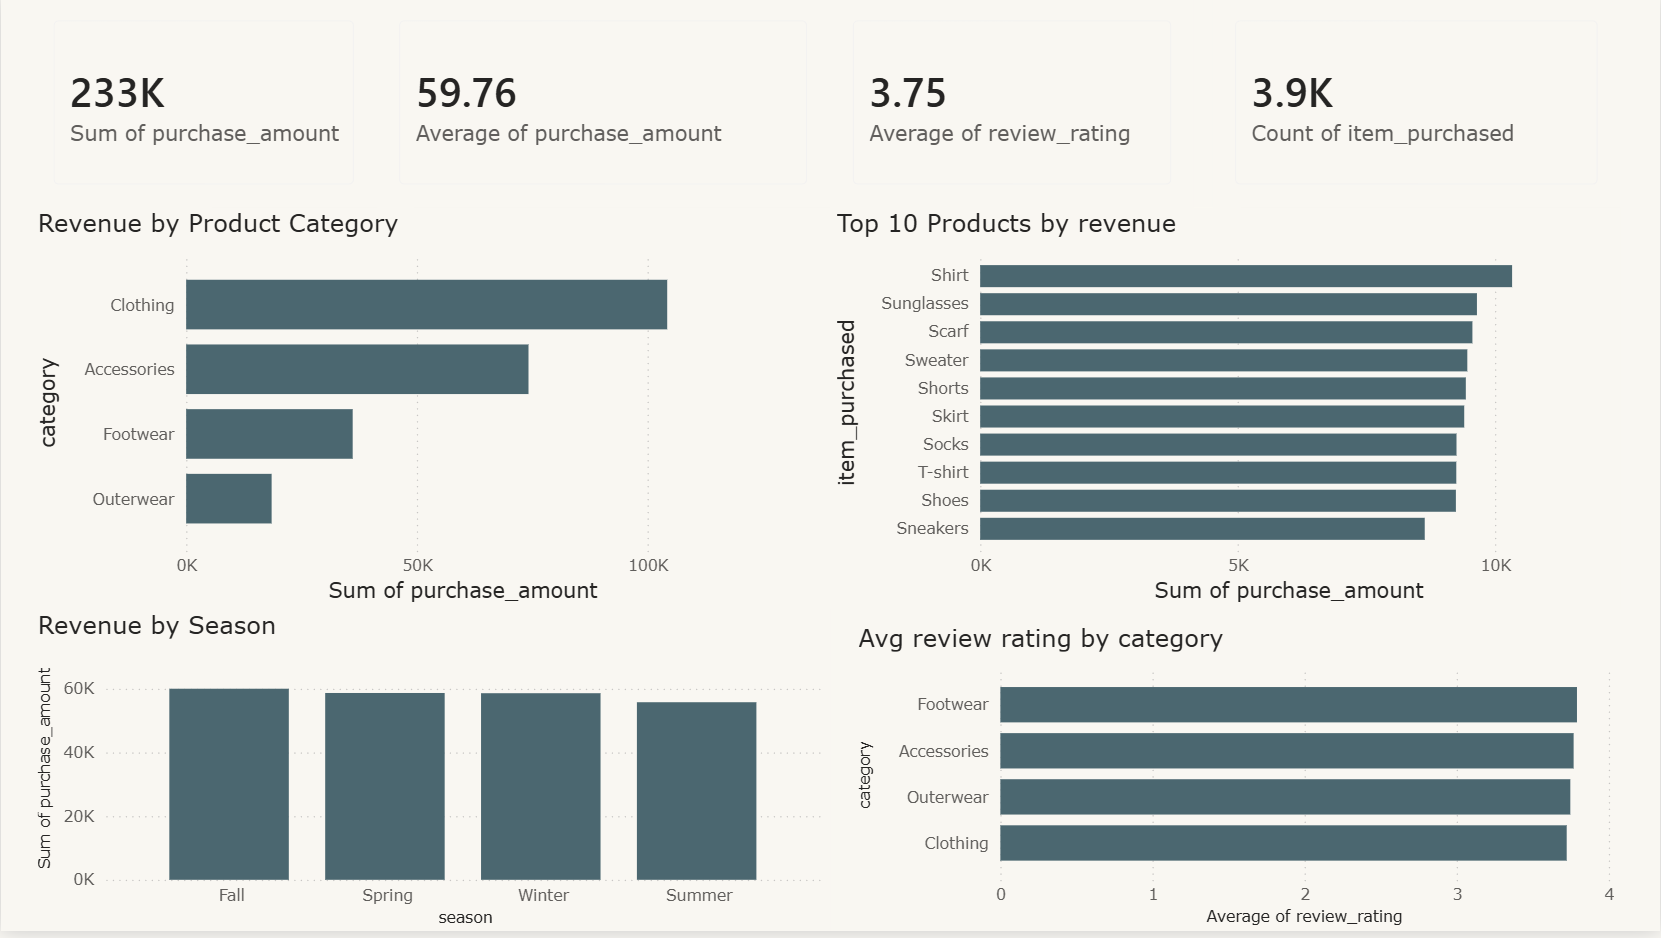 233K
Sum of purchase_amount
59.76
Average of purchase_amount
3.75
Average of review_rating
3.9K
Count of item_purchased
Revenue by Product Category
category
Clothing
Accessories
Footwear
Outerwear
0K 50K 100K
Sum of purchase_amount
Top 10 Products by revenue
item_purchased
Shirt
Sunglasses
Scarf
Sweater
Shorts
Skirt
Socks
T-shirt
Shoes
Sneakers
0K 5K 10K
Sum of purchase_amount
Revenue by Season
Sum of purchase_amount
60K
40K
20K
0K
Fall Spring Winter Summer
season
Avg review rating by category
category
Footwear
Accessories
Outerwear
Clothing
0 1 2 3 4
Average of review_rating